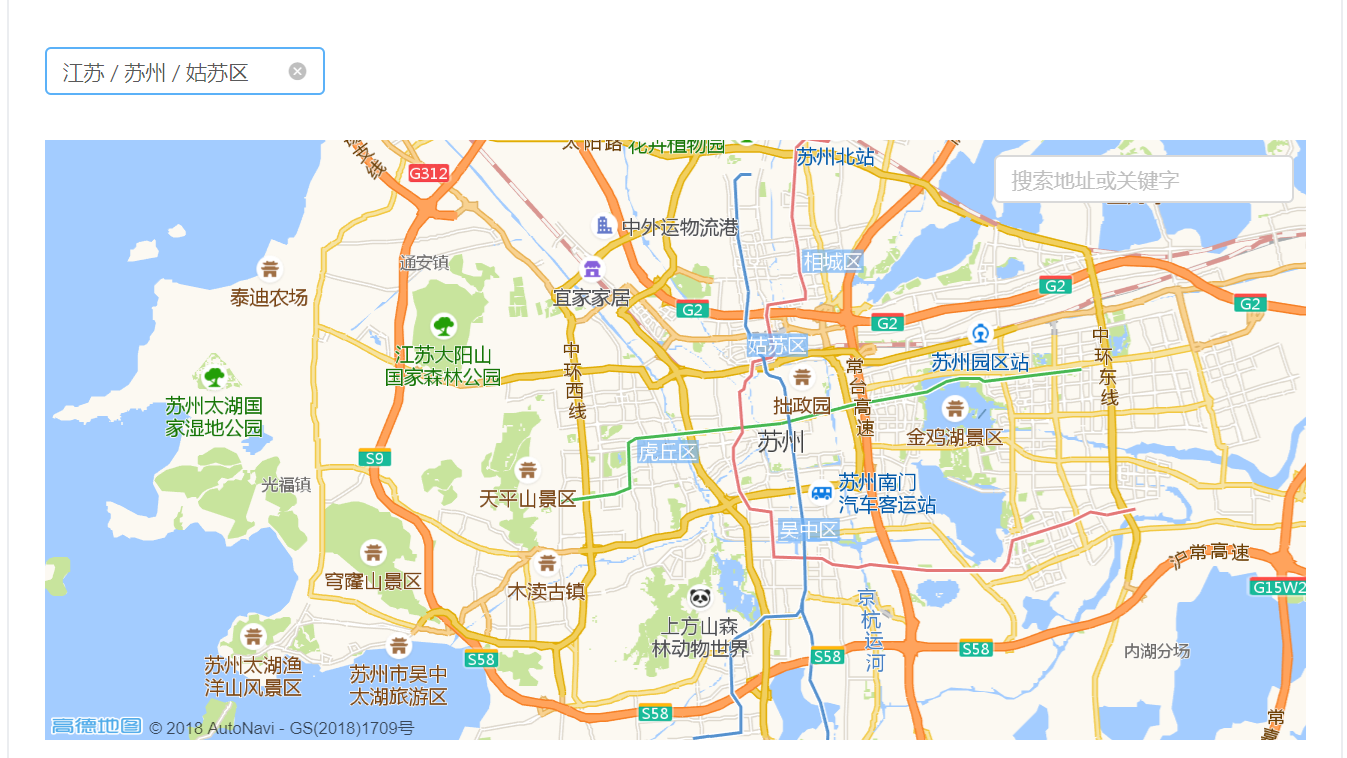 江苏 / 苏州 / 姑苏区
太阳路
花卉植物园
苏州北站
搜索地址或关键字
支线
G312
中外运物流港
通安镇
相城区
泰迪农场
宜家家居
G2
G2
G2
G2
姑苏区
苏州园区站
中环东线
江苏大阳山
国家森林公园
中环西线
常台高速
拙政园
苏州太湖国
家湿地公园
金鸡湖景区
苏州
虎丘区
S9
光福镇
天平山景区
苏州南门
汽车客运站
吴中区
沪常高速
穹窿山景区
木渎古镇
G15W2
京杭运河
上方山森
林动物世界
苏州太湖渔
洋山风景区
苏州市吴中
太湖旅游区
S58
S58
S58
内湖分场
S58
常
高德地图 © 2018 AutoNavi - GS(2018)1709号